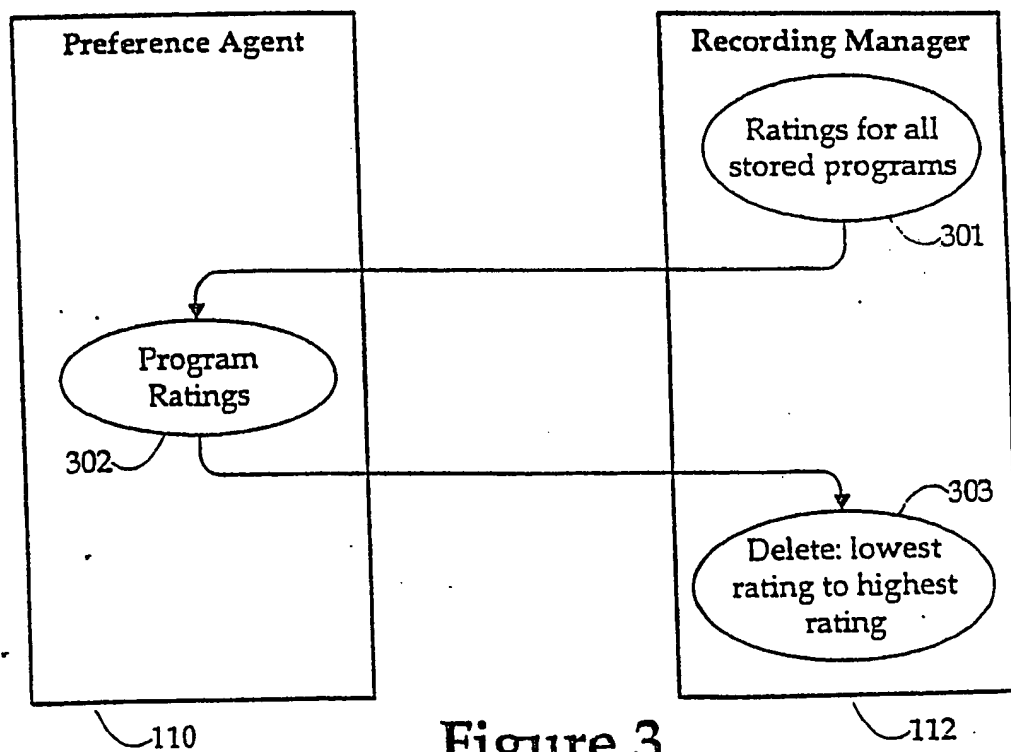 Preference Agent
Recording Manager
Ratings for all
stored programs
301
Program
Ratings
302
303
Delete: lowest
rating to highest
rating
110
112
Figure 3